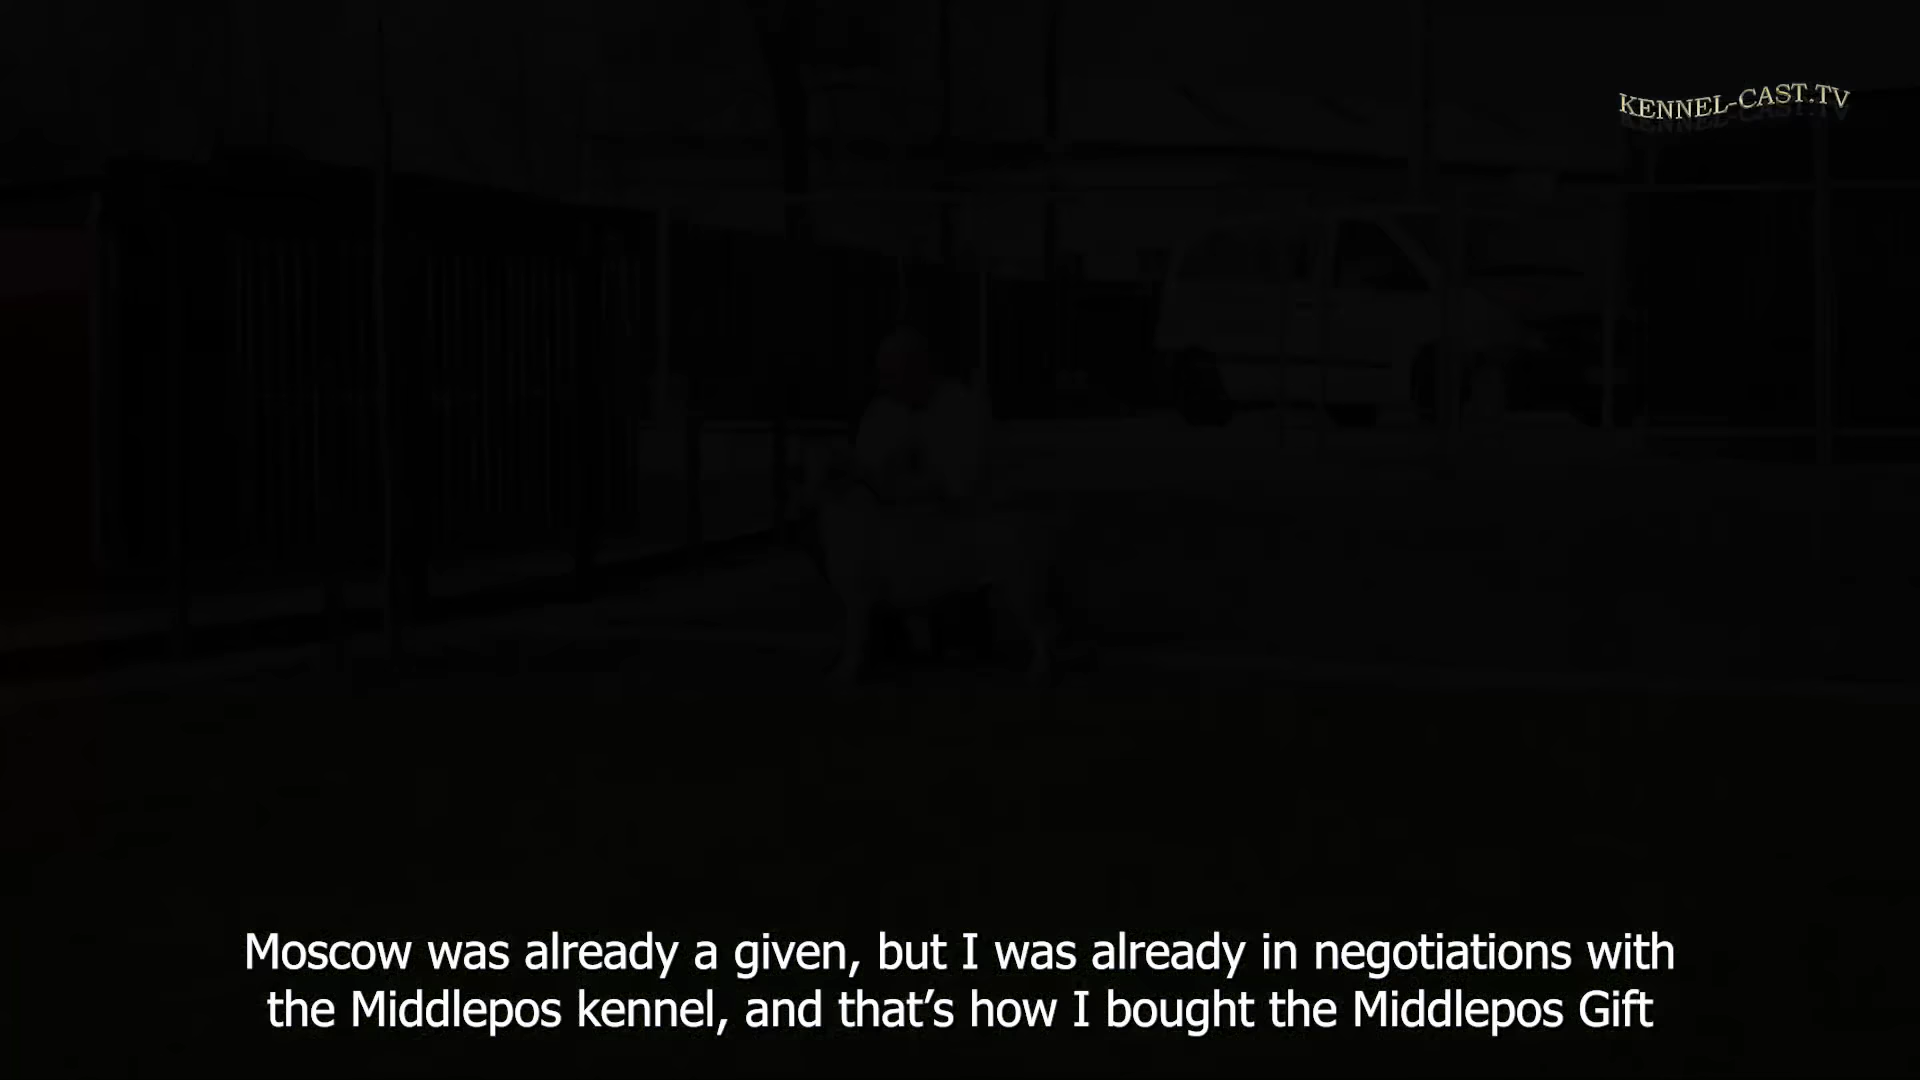 KENNEL-CAST.TV
Moscow was already a given, but I was already in negotiations with
the Middlepos kennel, and that’s how I bought the Middlepos Gift